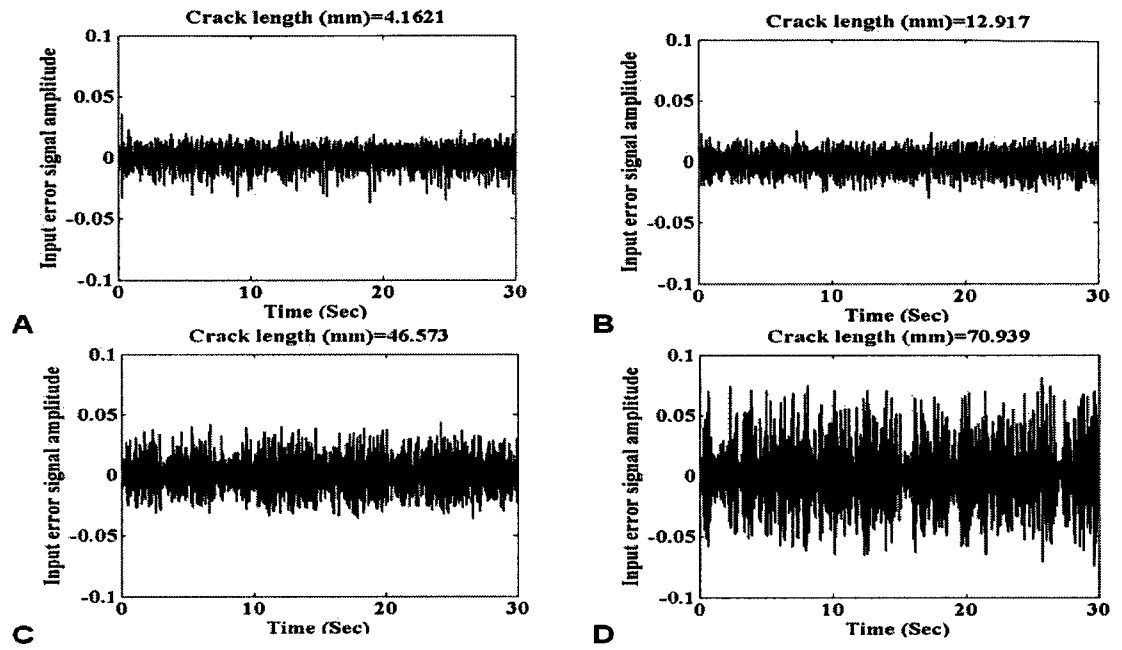 Crack length (mm)=4.1621
0.1
0.05
0
-0.05
-0.1
Input error signal amplitude
0 10 20 30
Time (Sec)
A
Crack length (mm)=12.917
0.1
0.05
0
-0.05
-0.1
Input error signal amplitude
0 10 20 30
Time (Sec)
B
Crack length (mm)=46.573
0.1
0.05
0
-0.05
-0.1
Input error signal amplitude
0 10 20 30
Time (Sec)
C
Crack length (mm)=70.939
0.1
0.05
0
-0.05
-0.1
Input error signal amplitude
0 10 20 30
Time (Sec)
D